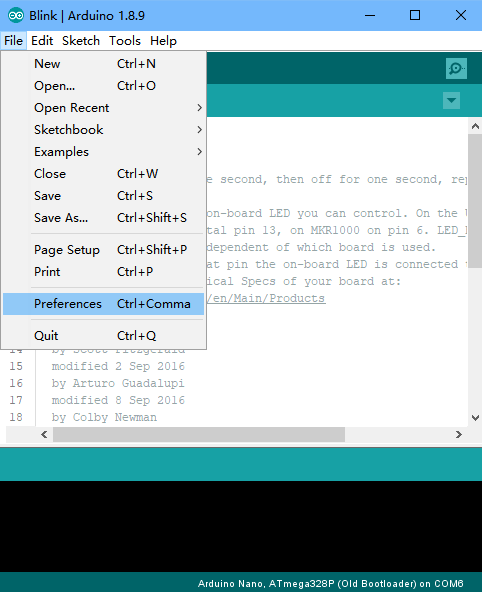 Blink | Arduino 1.8.9
File Edit Sketch Tools Help
New Ctrl+N
Open... Ctrl+O
Open Recent
Sketchbook
Examples
Close Ctrl+W
Save Ctrl+S
Save As... Ctrl+Shift+S
Page Setup Ctrl+Shift+P
Print Ctrl+P
Preferences Ctrl+Comma
Quit Ctrl+Q
e second, then off for one second, rep
on-board LED you can control. On the U
tal pin 13, on MKR1000 on pin 6. LED_B
dependent of which board is used.
at pin the on-board LED is connected t
ical Specs of your board at:
/en/Main/Products
14 by Scott Fitzgerald
15 modified 2 Sep 2016
16 by Arturo Guadalupi
17 modified 8 Sep 2016
18 by Colby Newman
Arduino Nano, ATmega328P (Old Bootloader) on COM6